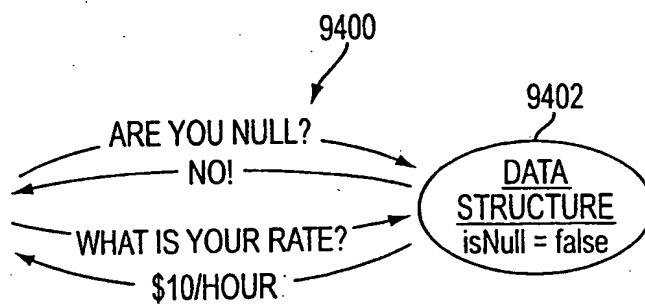 9400
9402
ARE YOU NULL?
NO!
WHAT IS YOUR RATE?
$10/HOUR
DATA
STRUCTURE
isNull = false